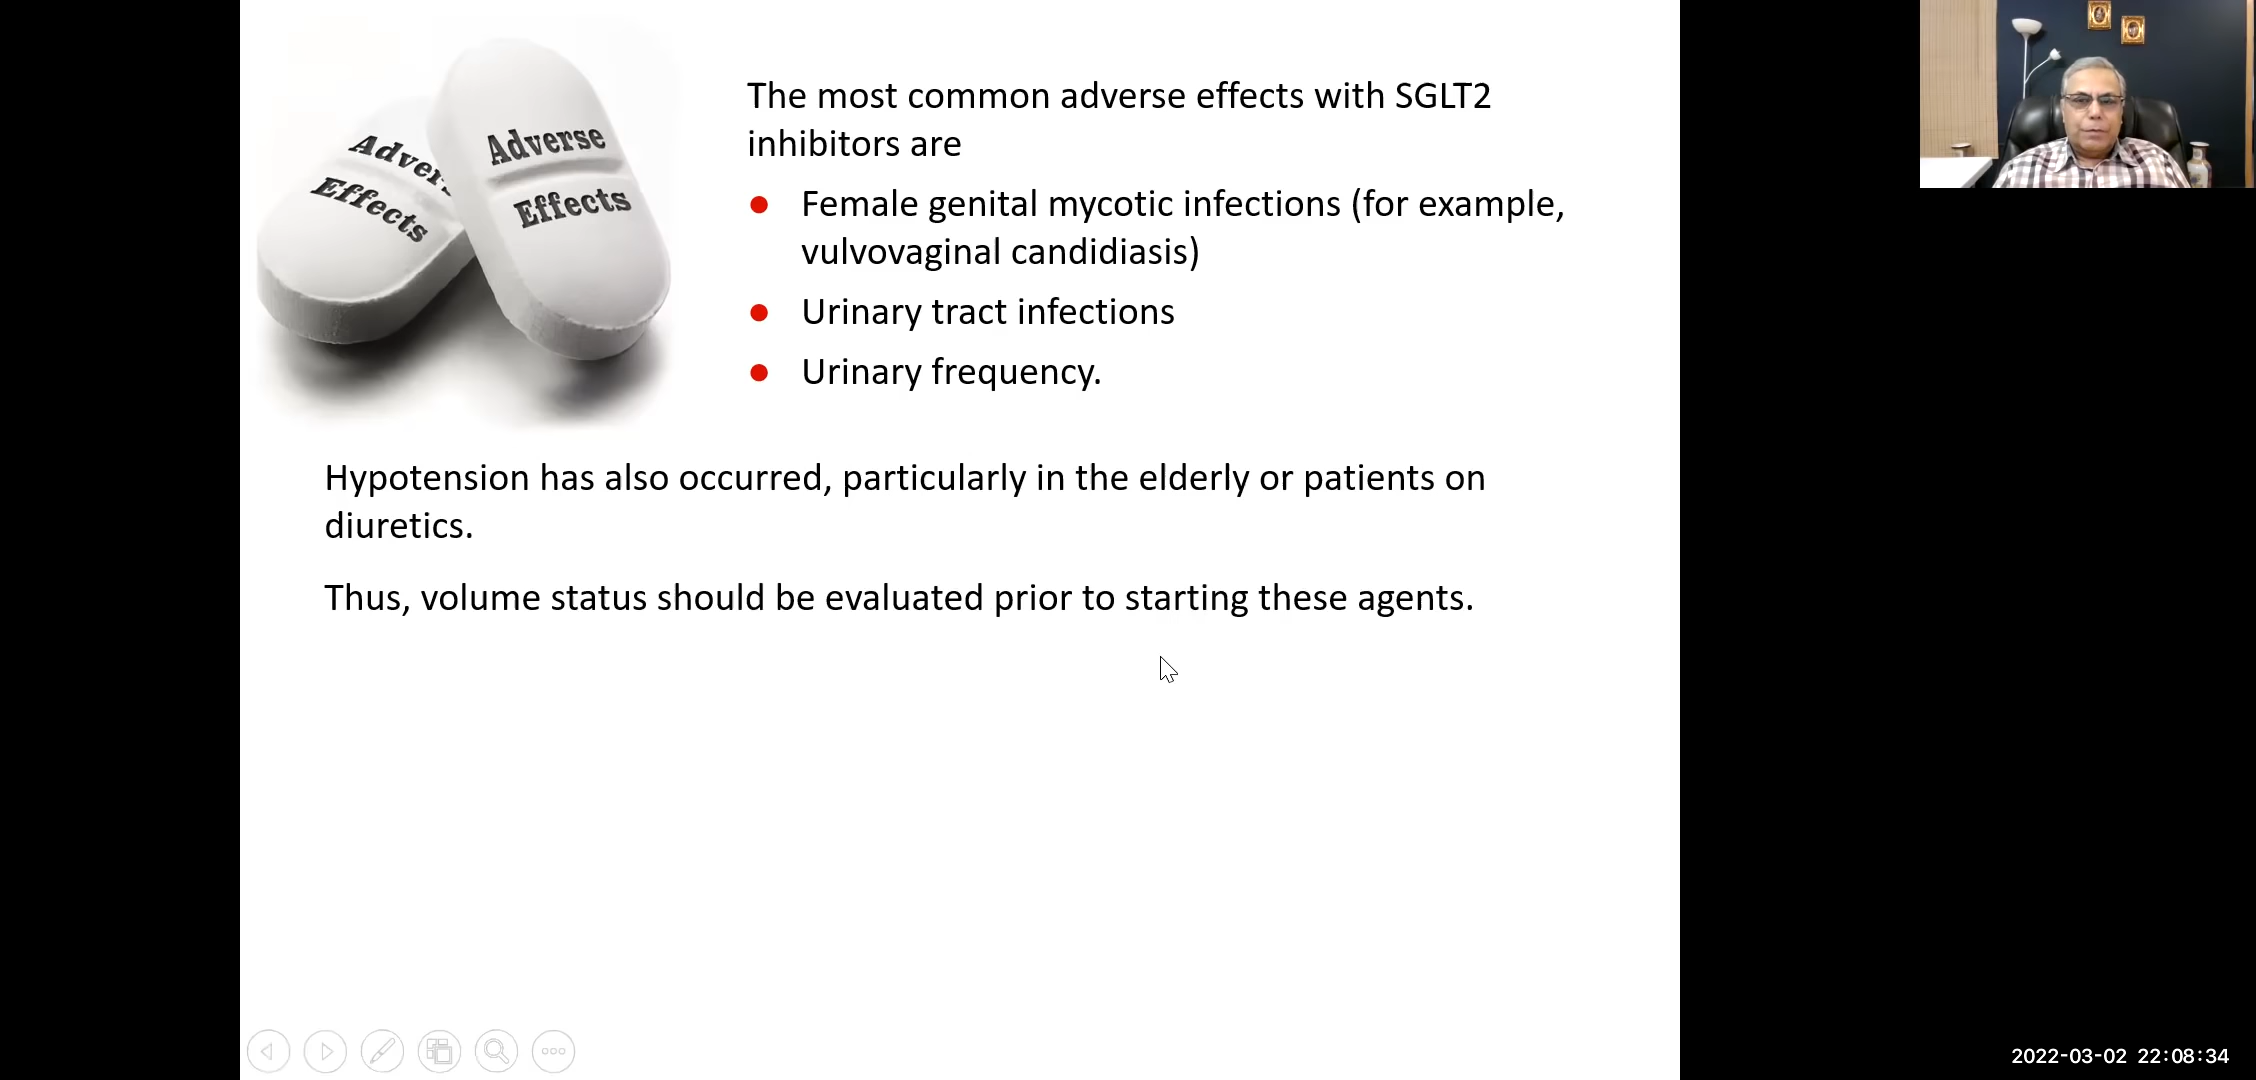 Adver
Effects
Adverse
Effects
The most common adverse effects with SGLT2
inhibitors are
Female genital mycotic infections (for example,
vulvovaginal candidiasis)
Urinary tract infections
Urinary frequency.
Hypotension has also occurred, particularly in the elderly or patients on
diuretics.
Thus, volume status should be evaluated prior to starting these agents.
2022-03-02 22:08:34